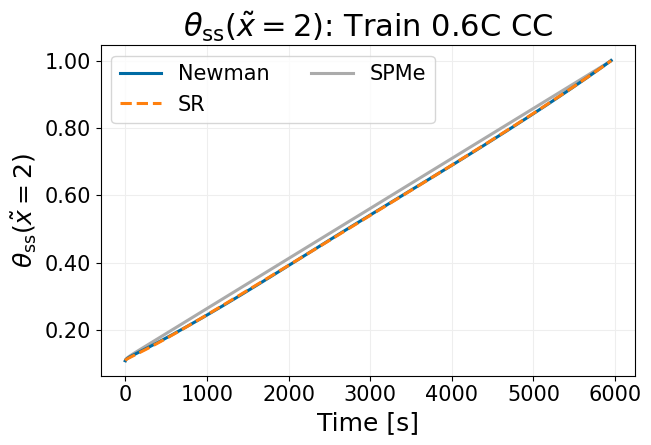 θss(x̃ = 2): Train 0.6C CC
Newman
SPMe
SR
θss(x̃ = 2)
1.00
0.80
0.60
0.40
0.20
0 1000 2000 3000 4000 5000 6000
Time [s]